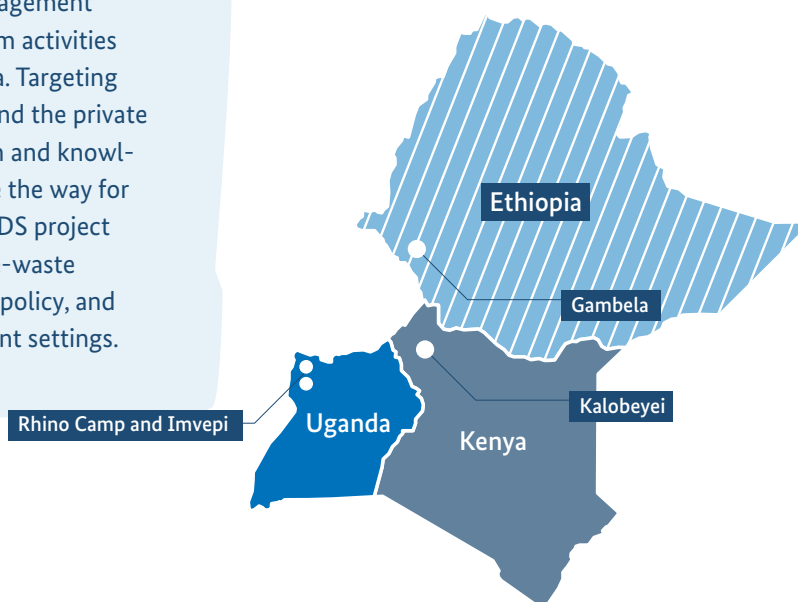 agement
m activities
a. Targeting
nd the private
n and knowl-
e the way for
DS project
-waste
policy, and
nt settings.
Ethiopia
Gambela
Kalobeyei
Rhino Camp and Imvepi
Uganda
Kenya